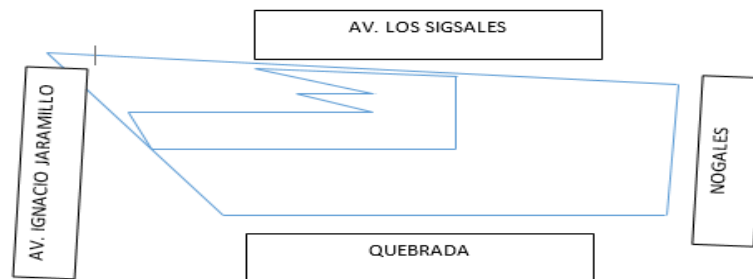 AV. LOS SIGSALES
AV. IGNACIO JARAMILLO
NOGALES
QUEBRADA